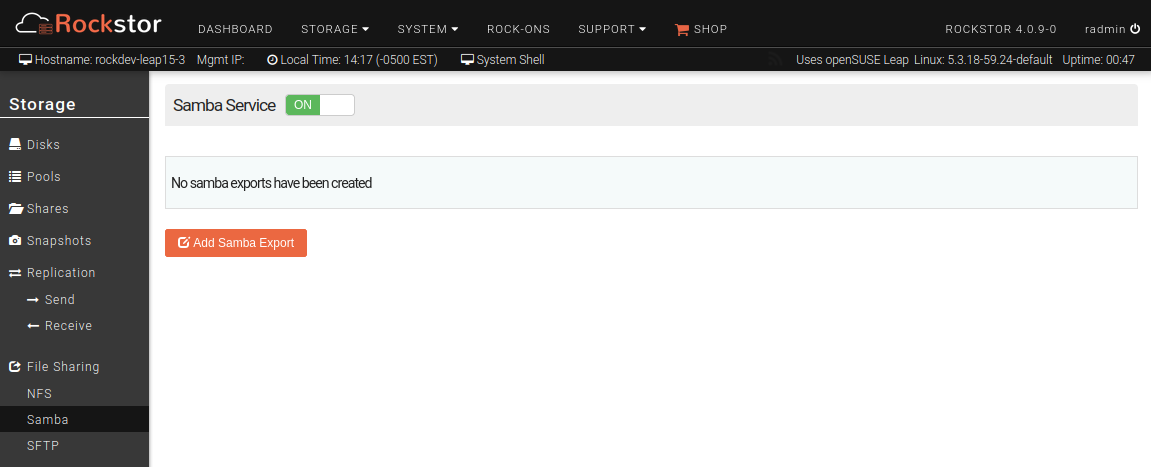 Rockstor DASHBOARD STORAGE SYSTEM ROCK-ONS SUPPORT SHOP ROCKSTOR 4.0.9-0 radmin
Hostname: rockdev-leap15-3 Mgmt IP: Local Time: 14:17 (-0500 EST) System Shell Uses openSUSE Leap Linux: 5.3.18-59.24-default Uptime: 00:47
Storage
Disks
Pools
Shares
Snapshots
Replication
Send
Receive
File Sharing
NFS
Samba
SFTP
Samba Service ON
No samba exports have been created
Add Samba Export